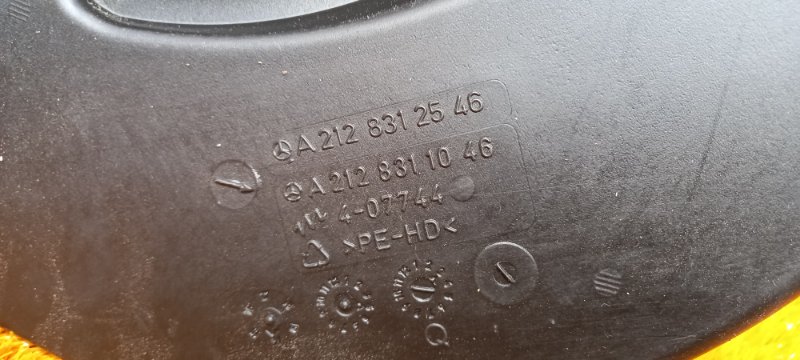 A 212 831 25 46
A 212 831 10 46
4-07744
>PE-HD<
Q